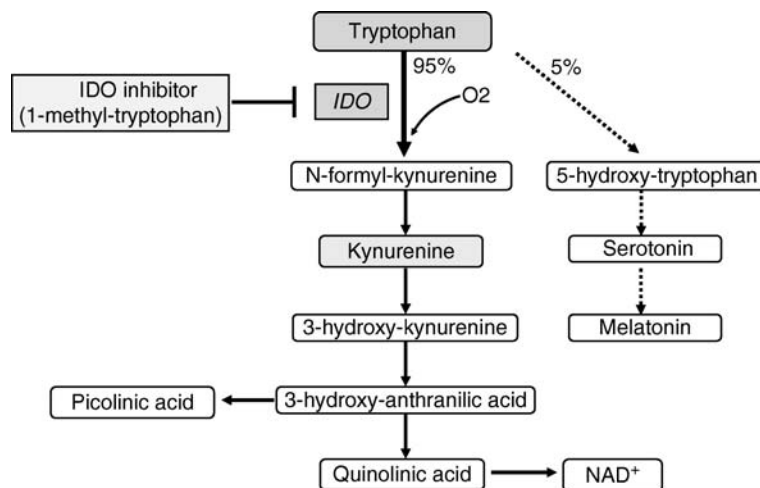 Tryptophan
95%
5%
IDO inhibitor
(1-methyl-tryptophan)
IDO
O2
N-formyl-kynurenine
5-hydroxy-tryptophan
Kynurenine
Serotonin
3-hydroxy-kynurenine
Melatonin
Picolinic acid
3-hydroxy-anthranilic acid
Quinolinic acid
NAD⁺